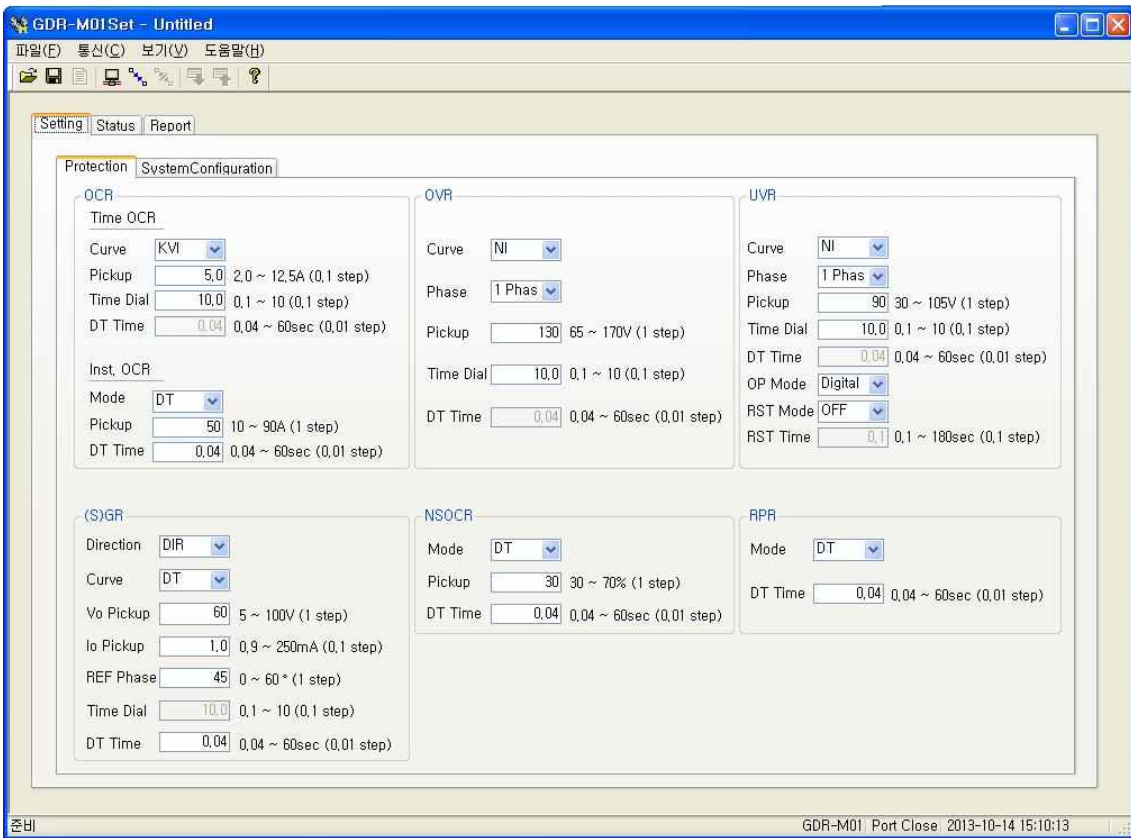 GDR-M01Set - Untitled
파일(F) 통신(C) 보기(V) 도움말(H)
Setting Status Report
Protection SystemConfiguration
OCR
Time OCR
Curve KVI
Pickup 5.0 2.0 ~ 12.5A (0.1 step)
Time Dial 10.0 0.1 ~ 10 (0.1 step)
DT Time 0.04 0.04 ~ 60sec (0.01 step)
Inst. OCR
Mode DT
Pickup 50 10 ~ 90A (1 step)
DT Time 0.04 0.04 ~ 60sec (0.01 step)
OVR
Curve NI
Phase 1 Phas
Pickup 130 65 ~ 170V (1 step)
Time Dial 10.0 0.1 ~ 10 (0.1 step)
DT Time 0.04 0.04 ~ 60sec (0.01 step)
UVR
Curve NI
Phase 1 Phas
Pickup 90 30 ~ 105V (1 step)
Time Dial 10.0 0.1 ~ 10 (0.1 step)
DT Time 0.04 0.04 ~ 60sec (0.01 step)
OP Mode Digital
RST Mode OFF
RST Time 0.1 0.1 ~ 180sec (0.1 step)
(S)GR
Direction DIR
Curve DT
Vo Pickup 60 5 ~ 100V (1 step)
Io Pickup 1.0 0.9 ~ 250mA (0.1 step)
REF Phase 45 0 ~ 60 ° (1 step)
Time Dial 10.0 0.1 ~ 10 (0.1 step)
DT Time 0.04 0.04 ~ 60sec (0.01 step)
NSOCR
Mode DT
Pickup 30 30 ~ 70% (1 step)
DT Time 0.04 0.04 ~ 60sec (0.01 step)
RPR
Mode DT
DT Time 0.04 0.04 ~ 60sec (0.01 step)
준비 GDR-M01 Port Close 2013-10-14 15:10:13